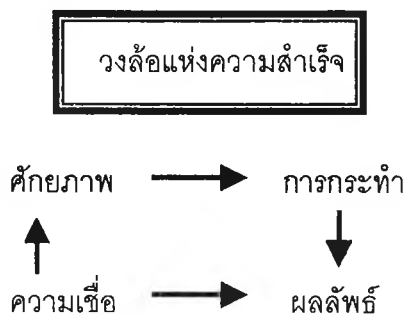 วงล้อแห่งความสำเร็จ
ศักยภาพ การกระทำ
ความเชื่อ ผลลัพธ์